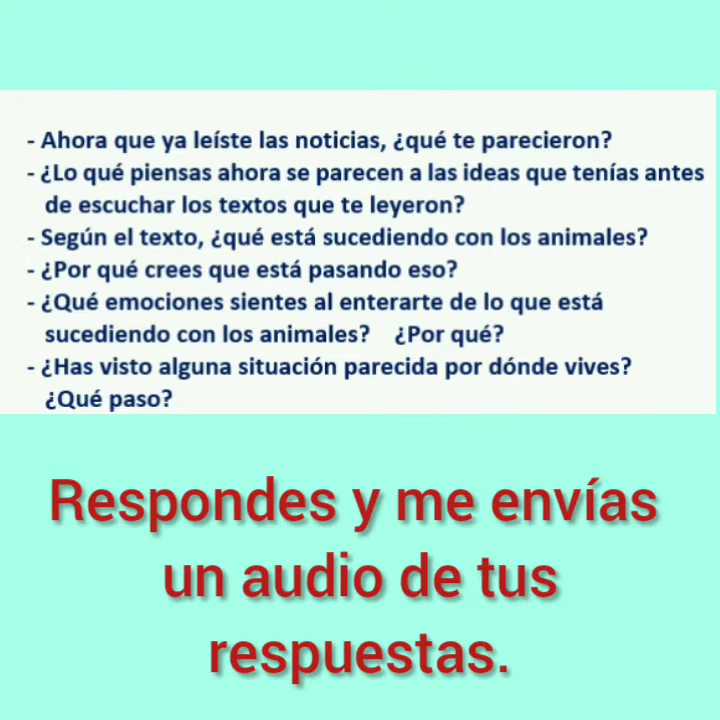 - Ahora que ya leíste las noticias, ¿qué te parecieron?
- ¿Lo qué piensas ahora se parecen a las ideas que tenías antes
de escuchar los textos que te leyeron?
- Según el texto, ¿qué está sucediendo con los animales?
- ¿Por qué crees que está pasando eso?
- ¿Qué emociones sientes al enterarte de lo que está
sucediendo con los animales? ¿Por qué?
- ¿Has visto alguna situación parecida por dónde vives?
¿Qué paso?
Respondes y me envías
un audio de tus
respuestas.